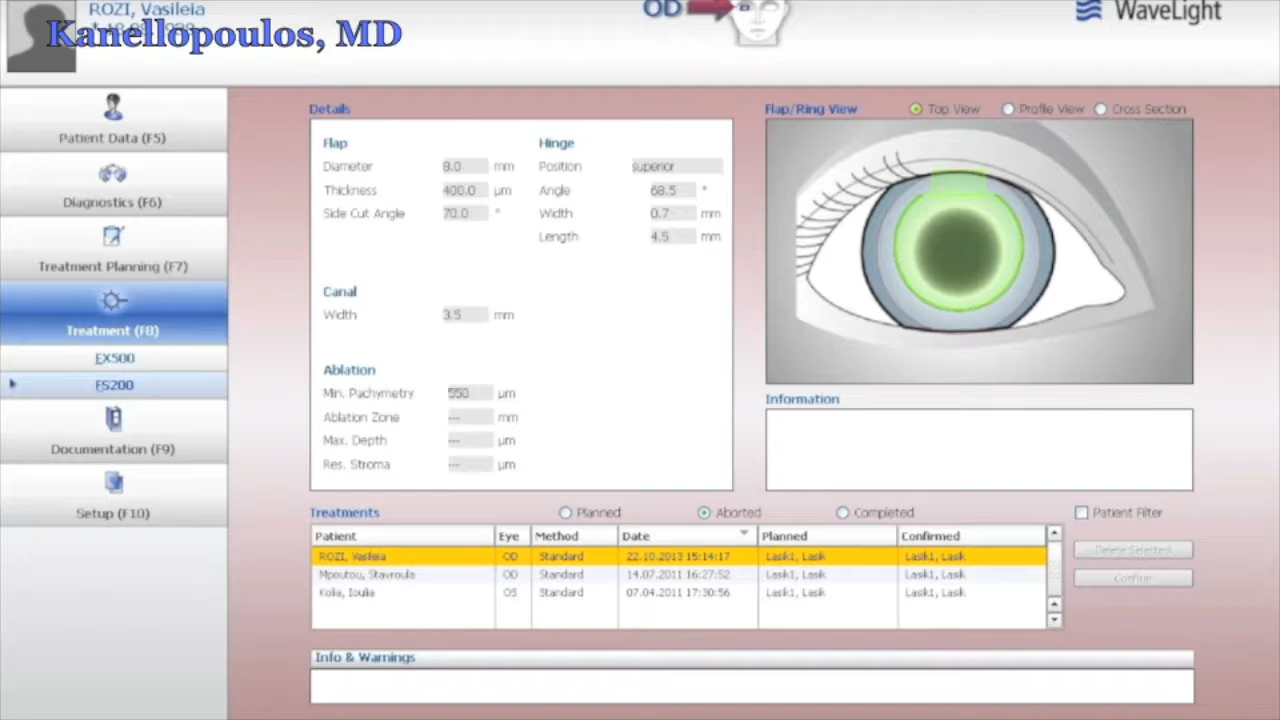 ROZI, Vasileia
Kanellopoulos, MD
OD
WaveLight
Patient Data (F5)
Diagnostics (F6)
Treatment Planning (F7)
Treatment (F8)
EX500
FS200
Documentation (F9)
Setup (F10)
Details
Flap
Diameter 8.0 mm
Thickness 400.0 µm
Side Cut Angle 70.0 °
Hinge
Position superior
Angle 68.5 °
Width 0.7 mm
Length 4.5 mm
Canal
Width 3.5 mm
Ablation
Min. Pachymetry 550 µm
Ablation Zone --- mm
Max. Depth --- µm
Res. Stroma --- µm
Flap/Ring View Top View Profile View Cross Section
Information
Treatments Planned Aborted Completed Patient Filter
Patient Eye Method Date Planned Confirmed
ROZI, Vasileia OD Standard 22.10.2013 15:14:17 Lasik1, Lasik Lasik1, Lasik
Mpoutou, Stavroula OD Standard 14.07.2011 16:27:52 Lasik1, Lasik Lasik1, Lasik
Kolia, Ioulia OS Standard 07.04.2011 17:30:56 Lasik1, Lasik Lasik1, Lasik
Delete Selected
Confirm
Info & Warnings